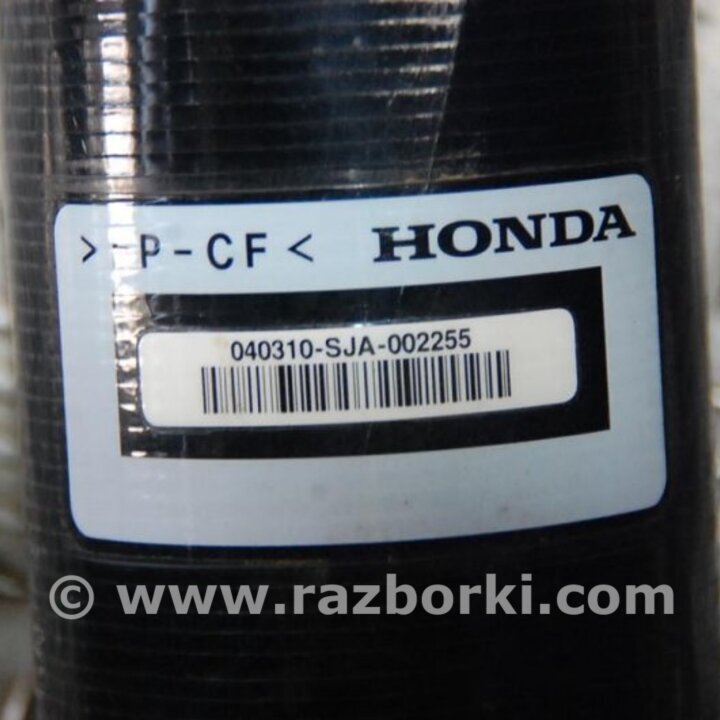 >-P-CF< HONDA
040310-SJA-002255
© www.razborki.com